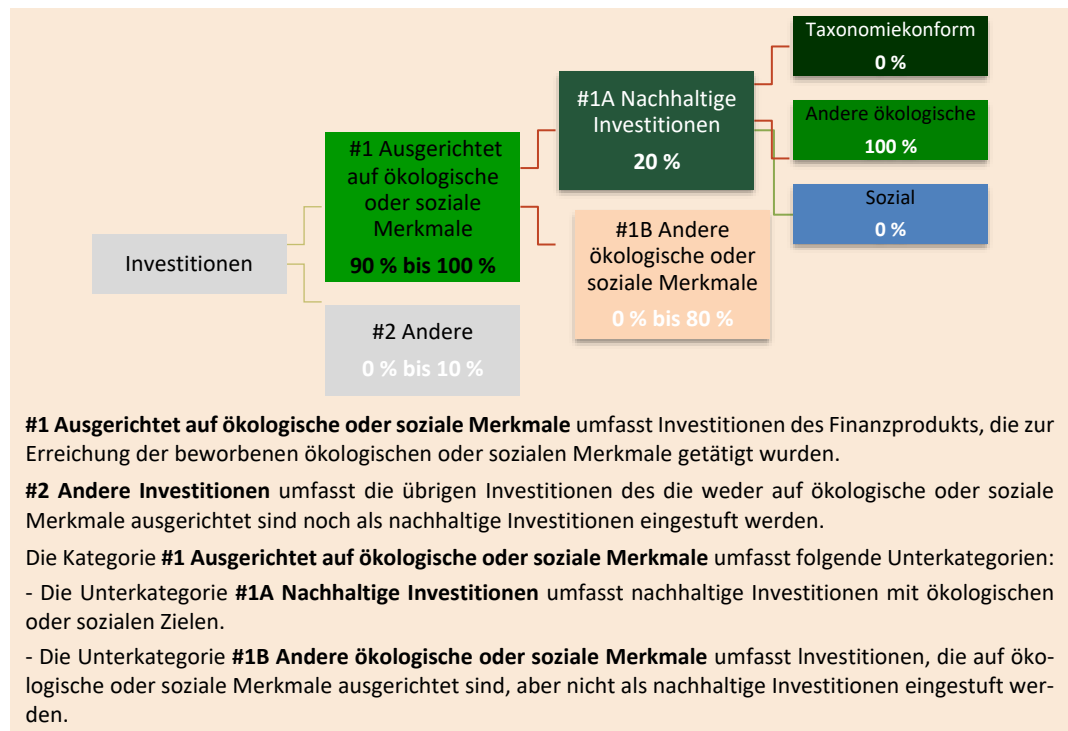 Taxonomiekonform
0 %
#1A Nachhaltige
Investitionen
20 %
Andere ökologische
100 %
#1 Ausgerichtet
auf ökologische
oder soziale
Merkmale
90 % bis 100 %
Sozial
0 %
#1B Andere
ökologische oder
soziale Merkmale
0 % bis 80 %
Investitionen
#2 Andere
0 % bis 10 %
#1 Ausgerichtet auf ökologische oder soziale Merkmale umfasst Investitionen des Finanzprodukts, die zur
Erreichung der beworbenen ökologischen oder sozialen Merkmale getätigt wurden.
#2 Andere Investitionen umfasst die übrigen Investitionen des die weder auf ökologische oder soziale
Merkmale ausgerichtet sind noch als nachhaltige Investitionen eingestuft werden.
Die Kategorie #1 Ausgerichtet auf ökologische oder soziale Merkmale umfasst folgende Unterkategorien:
- Die Unterkategorie #1A Nachhaltige Investitionen umfasst nachhaltige Investitionen mit ökologischen
oder sozialen Zielen.
- Die Unterkategorie #1B Andere ökologische oder soziale Merkmale umfasst Investitionen, die auf öko-
logische oder soziale Merkmale ausgerichtet sind, aber nicht als nachhaltige Investitionen eingestuft wer-
den.